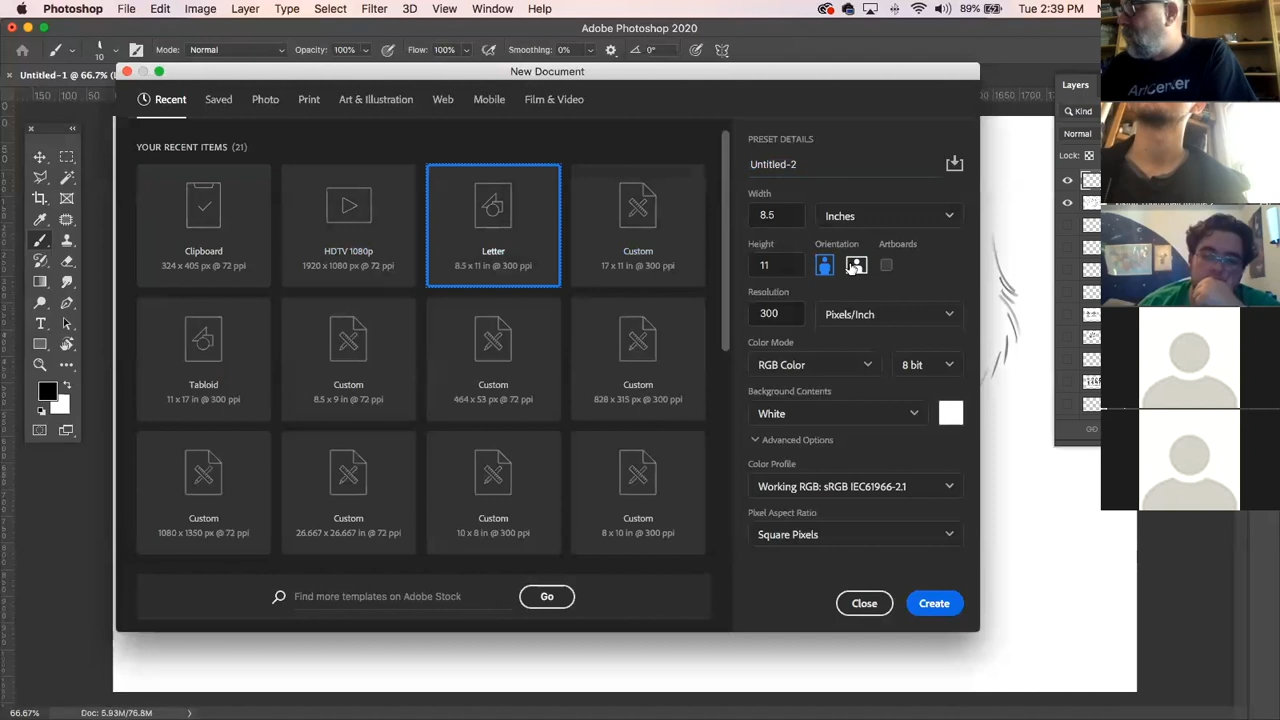 Photoshop File Edit Image Layer Type Select Filter 3D View Window Help 89% Tue 2:39 PM
Adobe Photoshop 2020
10 Mode: Normal Opacity: 100% Flow: 100% Smoothing: 0% 0°
Untitled-1 @ 66.7%
150 100 50 1600 1700
New Document
Recent Saved Photo Print Art & Illustration Web Mobile Film & Video
YOUR RECENT ITEMS (21)
Clipboard
324 x 405 px @ 72 ppi
HDTV 1080p
1920 x 1080 px @ 72 ppi
Letter
8.5 x 11 in @ 300 ppi
Custom
17 x 11 in @ 300 ppi
Tabloid
11 x 17 in @ 300 ppi
Custom
8.5 x 9 in @ 72 ppi
Custom
464 x 53 px @ 72 ppi
Custom
828 x 315 px @ 300 ppi
Custom
1080 x 1350 px @ 72 ppi
Custom
26.667 x 26.667 in @ 72 ppi
Custom
10 x 8 in @ 300 ppi
Custom
8 x 10 in @ 300 ppi
Find more templates on Adobe Stock Go
PRESET DETAILS
Untitled-2
Width
8.5 Inches
Height Orientation Artboards
11
Resolution
300 Pixels/Inch
Color Mode
RGB Color 8 bit
Background Contents
White
Advanced Options
Color Profile
Working RGB: sRGB IEC61966-2.1
Pixel Aspect Ratio
Square Pixels
Close Create
Layers
Kind
Normal
Lock:
ArtCenter
66.67% Doc: 5.93M/76.8M